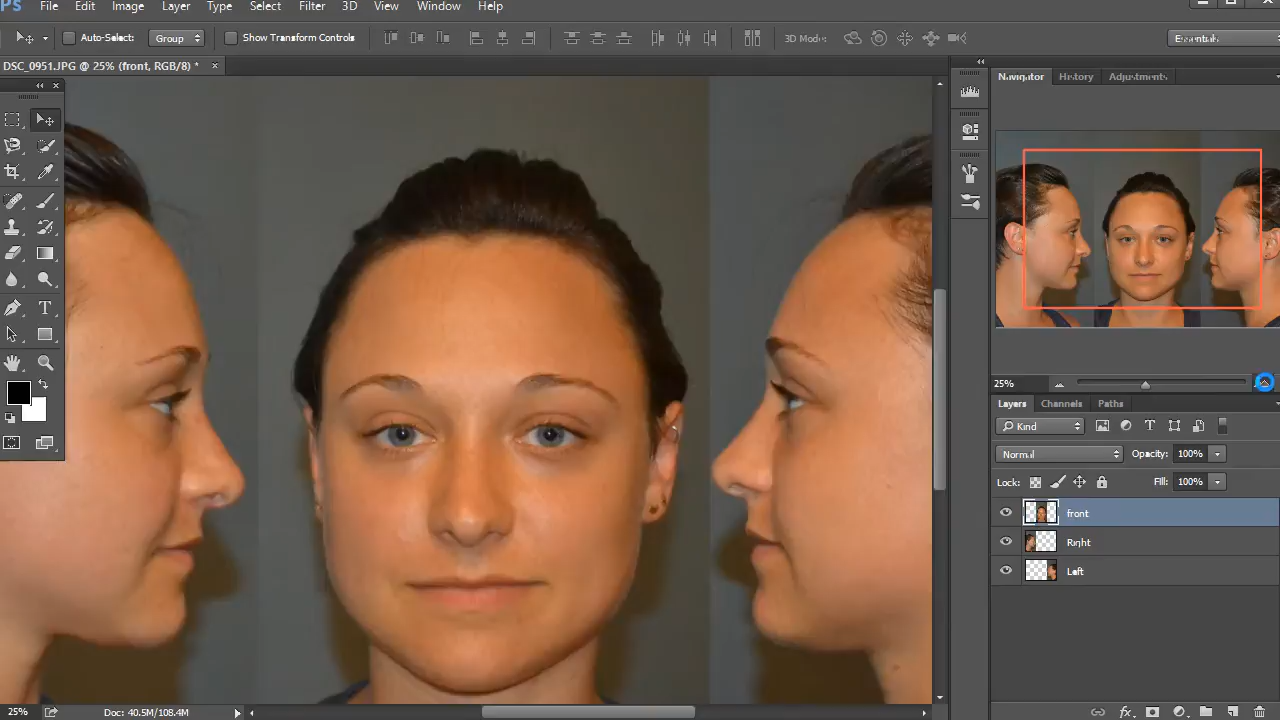 PS File Edit Image Layer Type Select Filter 3D View Window Help
Auto-Select: Group Show Transform Controls 3D Mode: Essentials
DSC_0951.JPG @ 25% (front, RGB/8) * ×
Navigator History Adjustments
25%
Layers Channels Paths
Kind
Normal Opacity: 100%
Lock: Fill: 100%
front
Right
Left
25% Doc: 40.5M/108.4M